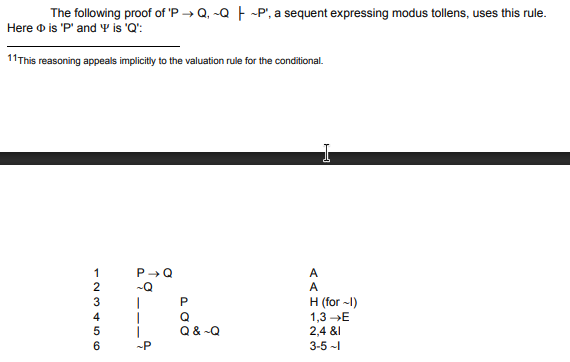 The following proof of 'P → Q, ~Q ├ ~P', a sequent expressing modus tollens, uses this rule.
Here Φ is 'P' and Ψ is 'Q':
11This reasoning appeals implicitly to the valuation rule for the conditional.
1 P → Q A
2 ~Q A
3 | P H (for ~I)
4 | Q 1,3 →E
5 | Q & ~Q 2,4 &I
6 ~P 3-5 ~I